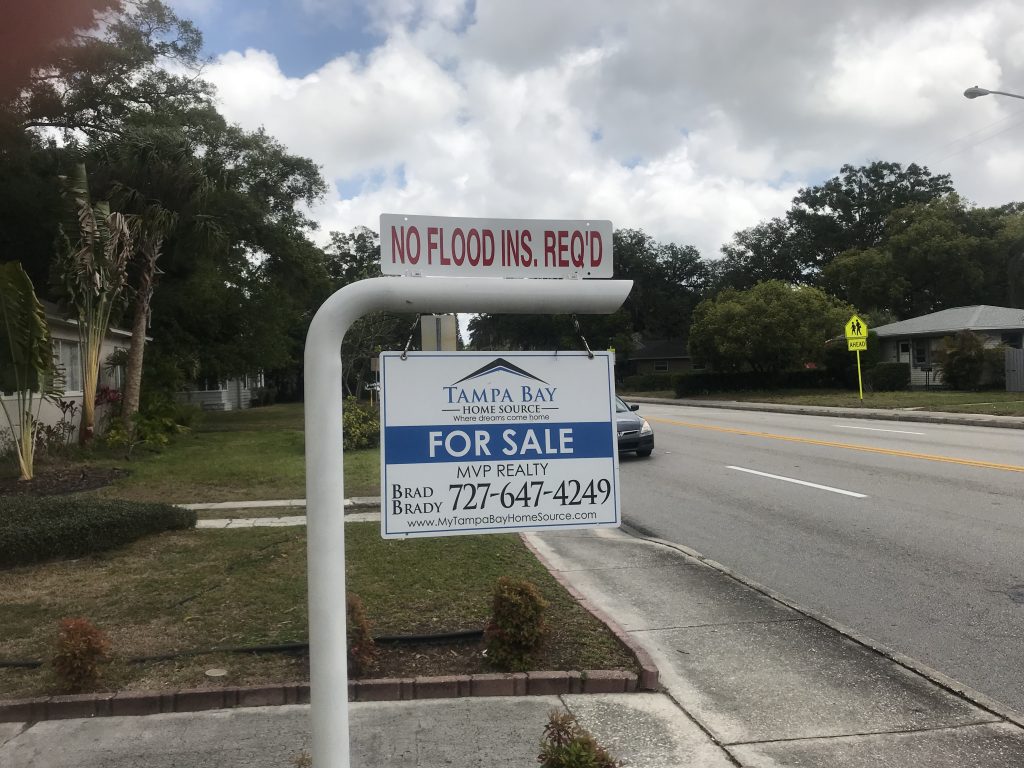 NO FLOOD INS. REQ'D
TAMPA BAY
HOME SOURCE
Where dreams come home
FOR SALE
MVP REALTY
BRAD BRADY 727-647-4249
www.MyTampaBayHomeSource.com
AHEAD